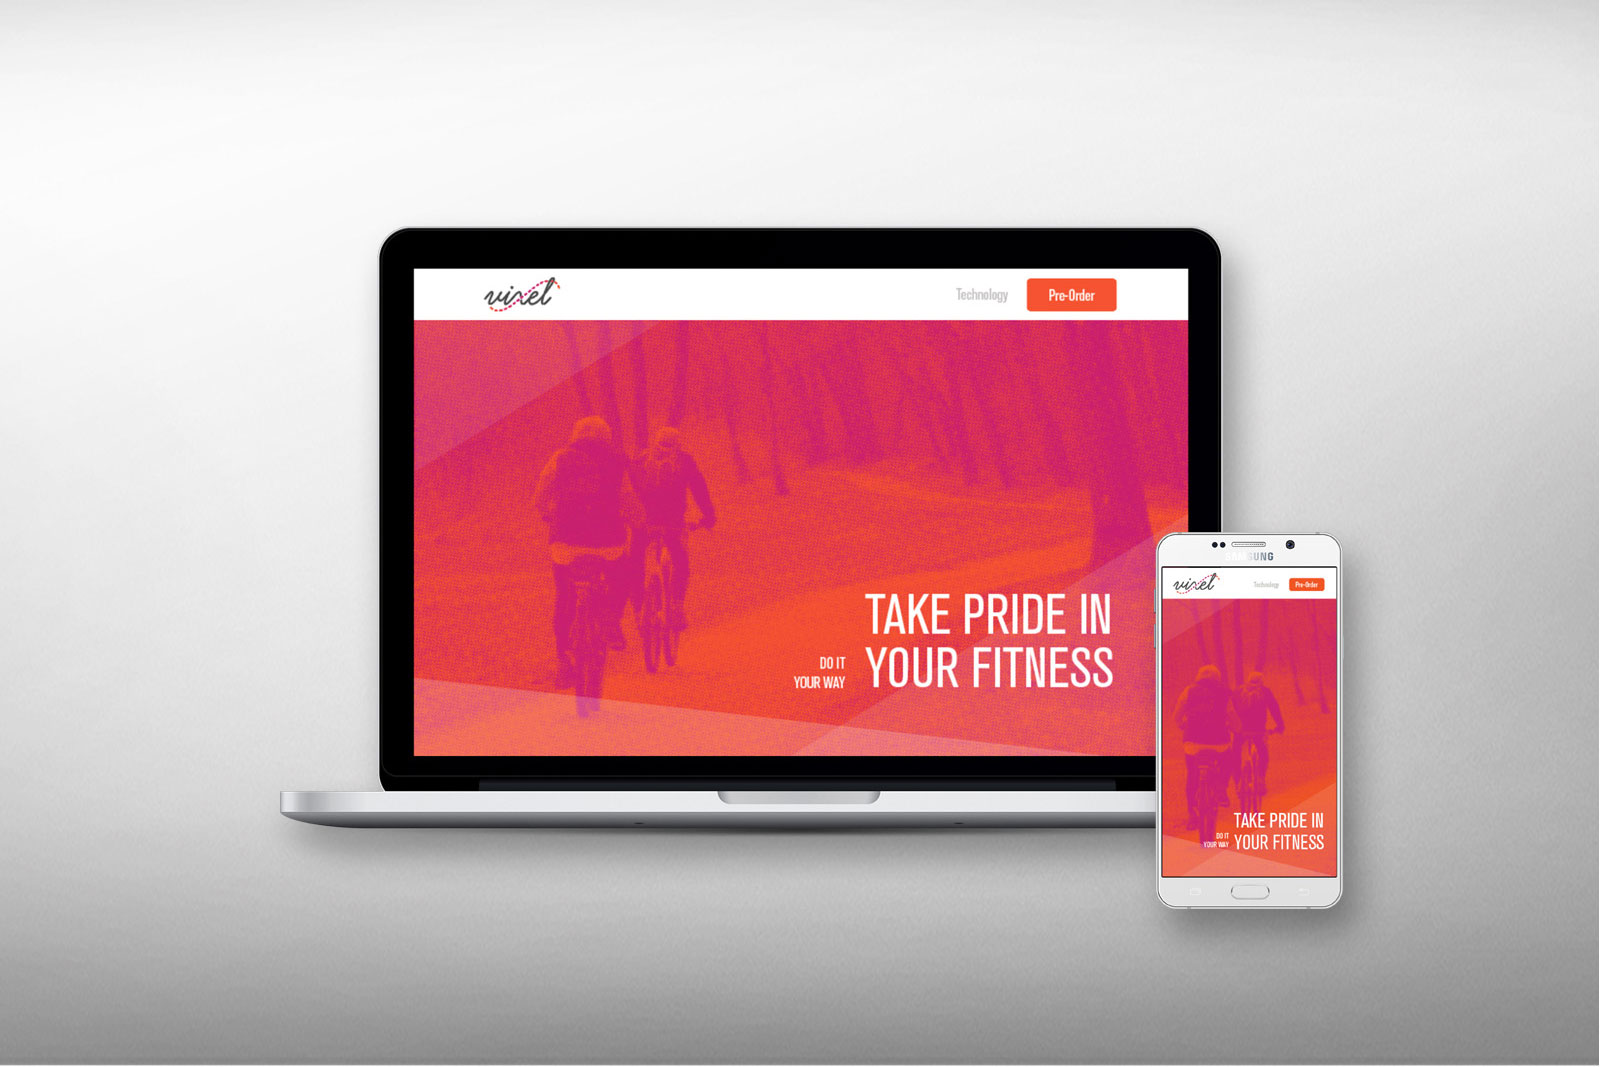 vixel
Technology
Pre-Order
TAKE PRIDE IN
YOUR FITNESS
DO IT
YOUR WAY
SAMSUNG
vixel
Technology
Pre-Order
TAKE PRIDE IN
YOUR FITNESS
DO IT
YOUR WAY